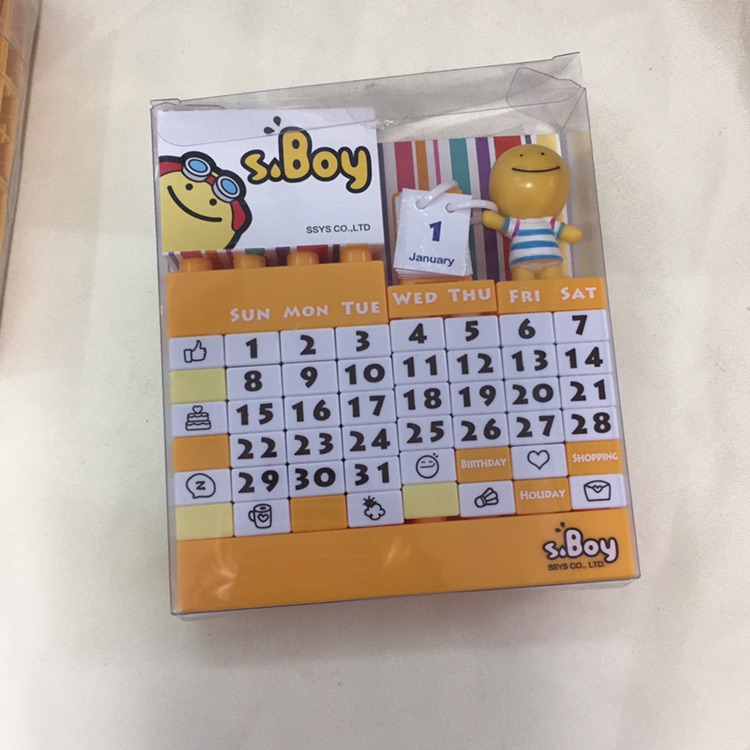 s.Boy
SSYS CO.,LTD
1
January
SUN MON TUE WED THU FRI SAT
1 2 3 4 5 6 7
8 9 10 11 12 13 14
15 16 17 18 19 20 21
22 23 24 25 26 27 28
29 30 31 BIRTHDAY SHOPPING
Z
HOLIDAY
s.Boy
SSYS CO., LTD.